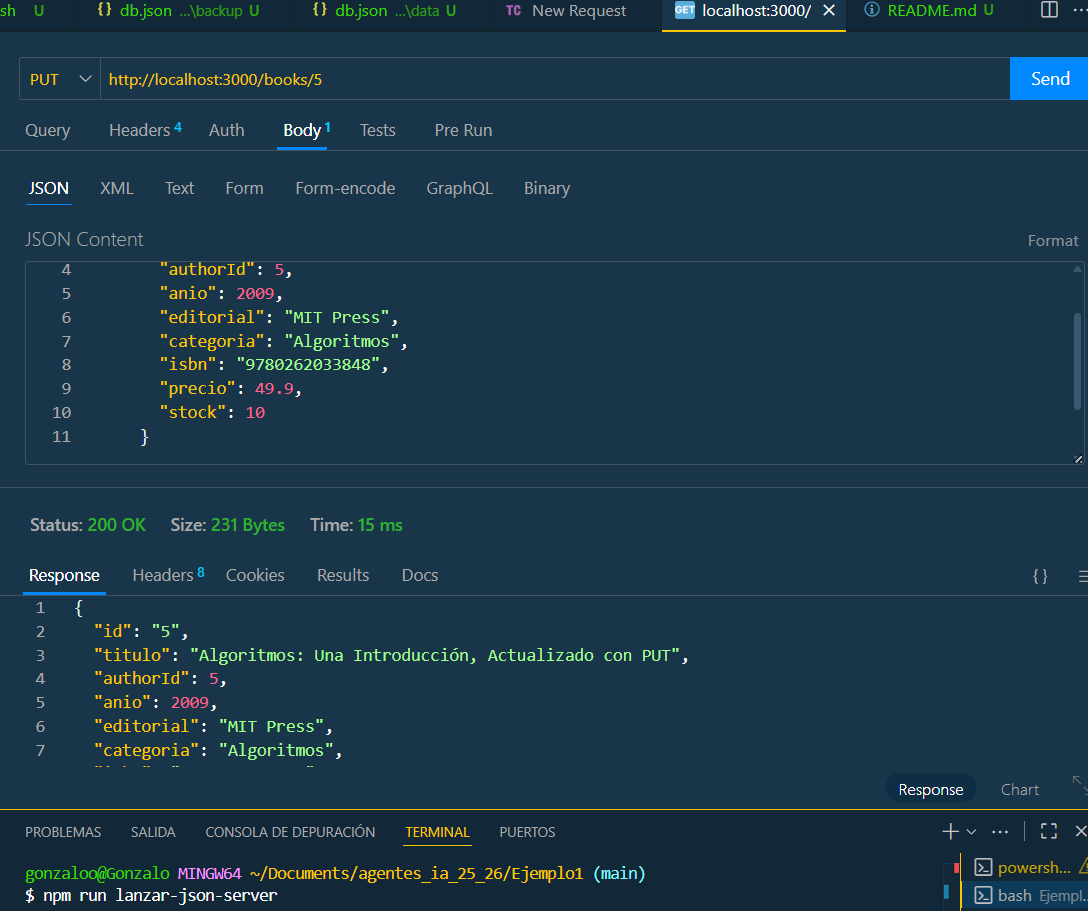 sh U {} db.json ...\backup U {} db.json ...\data U TC New Request GET localhost:3000/ × README.md U ...
PUT http://localhost:3000/books/5 Send
Query Headers 4 Auth Body 1 Tests Pre Run
JSON XML Text Form Form-encode GraphQL Binary
JSON Content
Format
4 "authorId": 5,
5 "anio": 2009,
6 "editorial": "MIT Press",
7 "categoria": "Algoritmos",
8 "isbn": "9780262033848",
9 "precio": 49.9,
10 "stock": 10
11 }
Status: 200 OK Size: 231 Bytes Time: 15 ms
Response Headers 8 Cookies Results Docs { }
1 {
2 "id": "5",
3 "titulo": "Algoritmos: Una Introducción, Actualizado con PUT",
4 "authorId": 5,
5 "anio": 2009,
6 "editorial": "MIT Press",
7 "categoria": "Algoritmos",
Response Chart
PROBLEMAS SALIDA CONSOLA DE DEPURACIÓN TERMINAL PUERTOS
gonzaloo@Gonzalo MINGW64 ~/Documents/agentes_ia_25_26/Ejemplo1 (main)
$ npm run lanzar-json-server
powersh...
bash Ejempl...